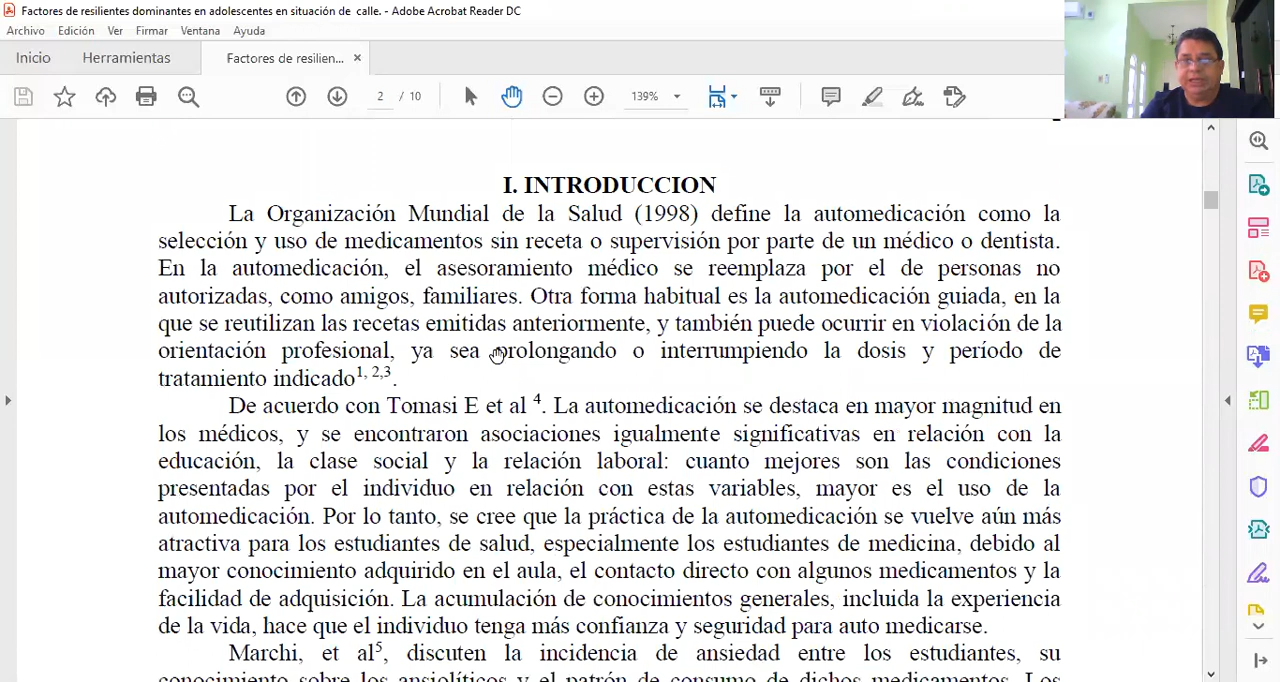 Factores de resilientes dominantes en adolescentes en situación de calle. - Adobe Acrobat Reader DC
Archivo Edición Ver Firmar Ventana Ayuda
Inicio Herramientas Factores de resilien... ×
2 / 10 139%
I. INTRODUCCION
La Organización Mundial de la Salud (1998) define la automedicación como la
selección y uso de medicamentos sin receta o supervisión por parte de un médico o dentista.
En la automedicación, el asesoramiento médico se reemplaza por el de personas no
autorizadas, como amigos, familiares. Otra forma habitual es la automedicación guiada, en la
que se reutilizan las recetas emitidas anteriormente, y también puede ocurrir en violación de la
orientación profesional, ya sea prolongando o interrumpiendo la dosis y período de
tratamiento indicado1, 2,3.
De acuerdo con Tomasi E et al 4. La automedicación se destaca en mayor magnitud en
los médicos, y se encontraron asociaciones igualmente significativas en relación con la
educación, la clase social y la relación laboral: cuanto mejores son las condiciones
presentadas por el individuo en relación con estas variables, mayor es el uso de la
automedicación. Por lo tanto, se cree que la práctica de la automedicación se vuelve aún más
atractiva para los estudiantes de salud, especialmente los estudiantes de medicina, debido al
mayor conocimiento adquirido en el aula, el contacto directo con algunos medicamentos y la
facilidad de adquisición. La acumulación de conocimientos generales, incluida la experiencia
de la vida, hace que el individuo tenga más confianza y seguridad para auto medicarse.
Marchi, et al5, discuten la incidencia de ansiedad entre los estudiantes, su
conocimiento sobre los ansiolíticos y el patrón de consumo de dichos medicamentos. Los